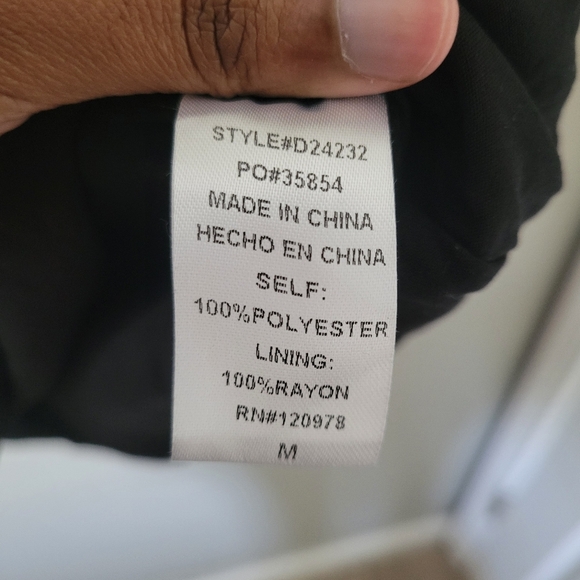 STYLE#D24232
PO#35854
MADE IN CHINA
HECHO EN CHINA
SELF:
100%POLYESTER
LINING:
100%RAYON
RN#120978
M